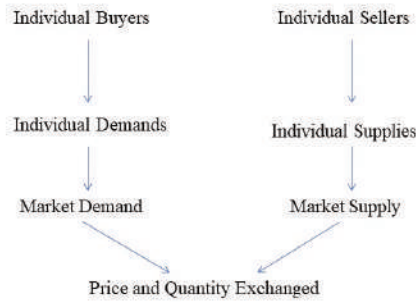 Individual Buyers
Individual Sellers
Individual Demands
Individual Supplies
Market Demand
Market Supply
Price and Quantity Exchanged